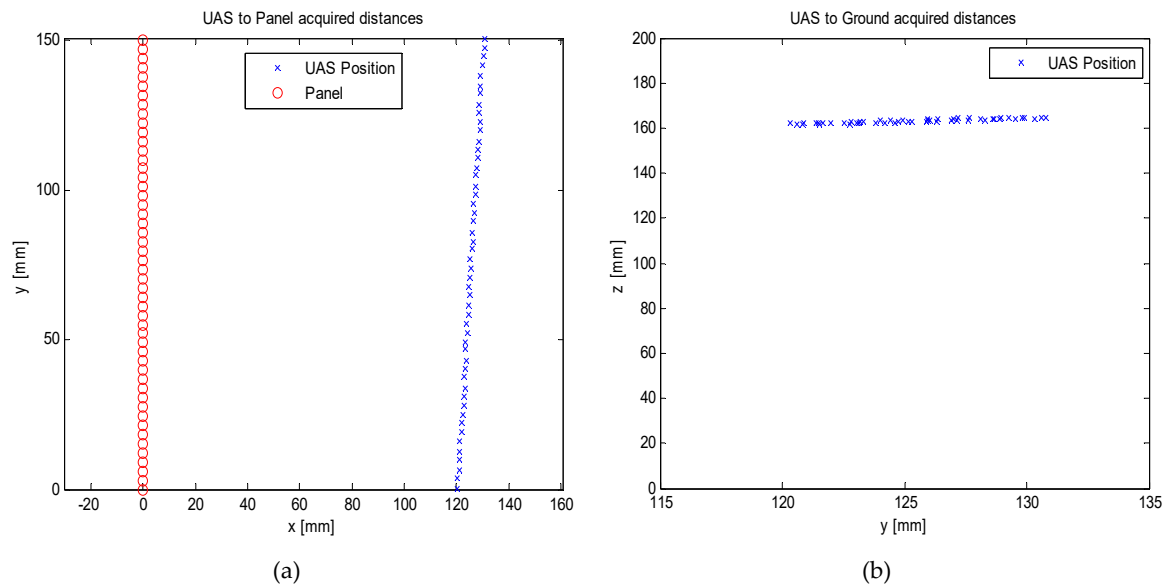 UAS to Panel acquired distances
150
100
50
0
y [mm]
UAS Position
Panel
-20 0 20 40 60 80 100 120 140 160
x [mm]
(a)
UAS to Ground acquired distances
200
180
160
140
120
100
80
60
40
20
0
z [mm]
UAS Position
115 120 125 130 135
y [mm]
(b)